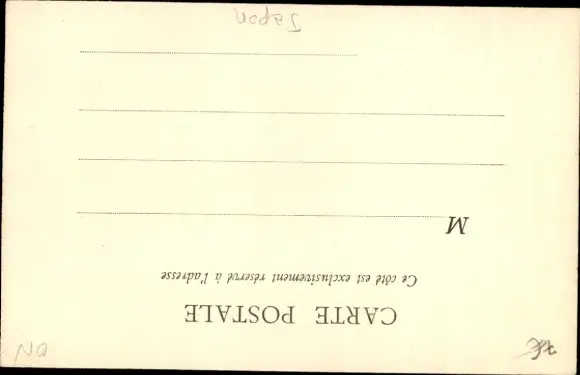 CARTE POSTALE
Ce côté est exclusivement réservé à l'adresse
M
Japon